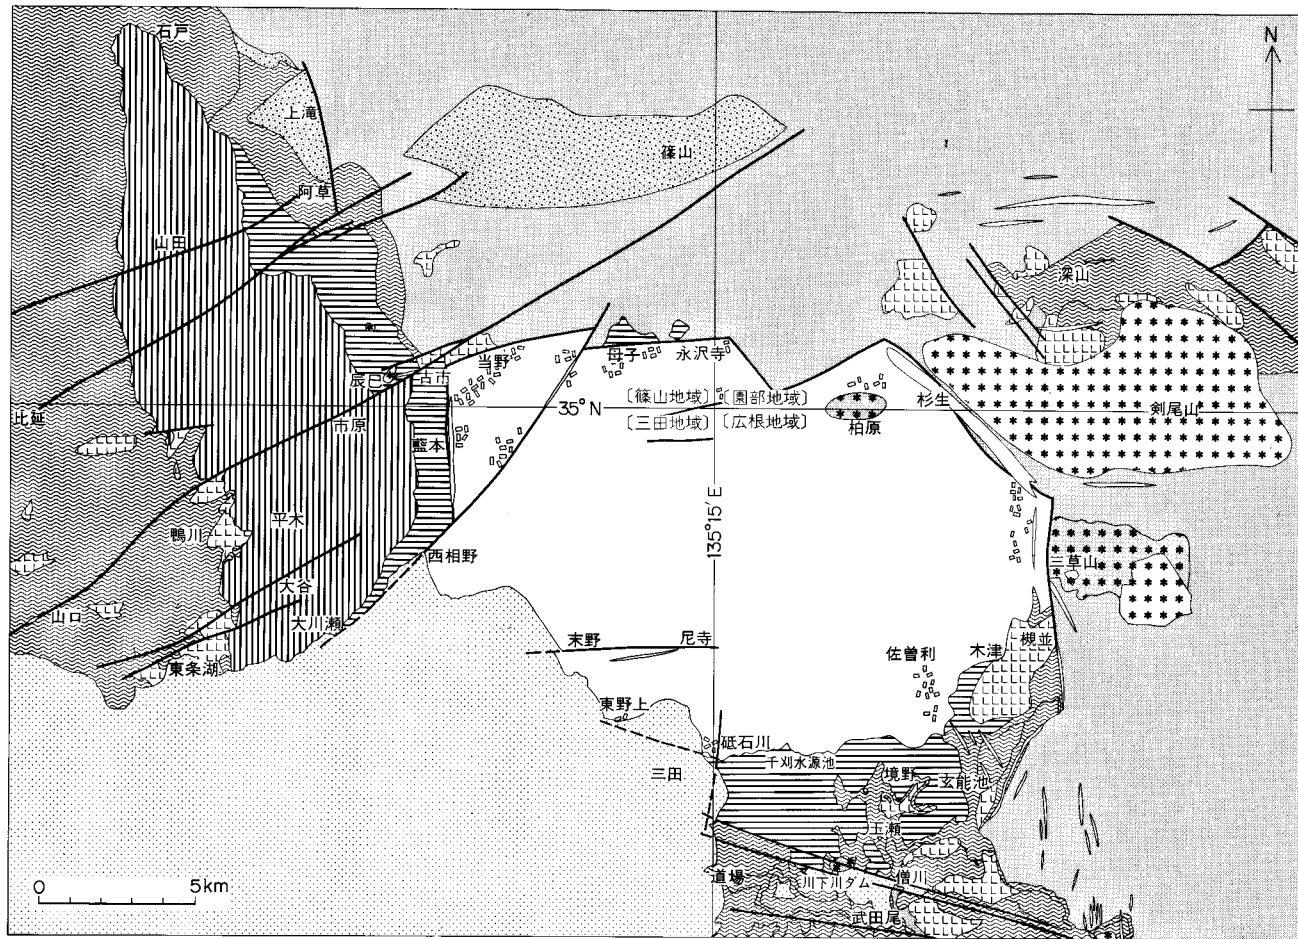 石戸
N
上滝
篠山
阿草
山田
深山
当野
母子
永沢寺
辰巳
古市
〔篠山地域〕
〔園部地域〕
35°N
杉生
剣尾山
比延
市原
〔三田地域〕
〔広根地域〕
柏原
藍本
135°15′E
平木
鴨川
西相野
三草山
大谷
山口
大川瀬
末野
尼寺
槻並
木津
佐曽利
東条湖
東野上
砥石川
千刈水源池
三田
境野
玄能池
玉瀬
0
5km
道場
川下川ダム
僧川
武田尾